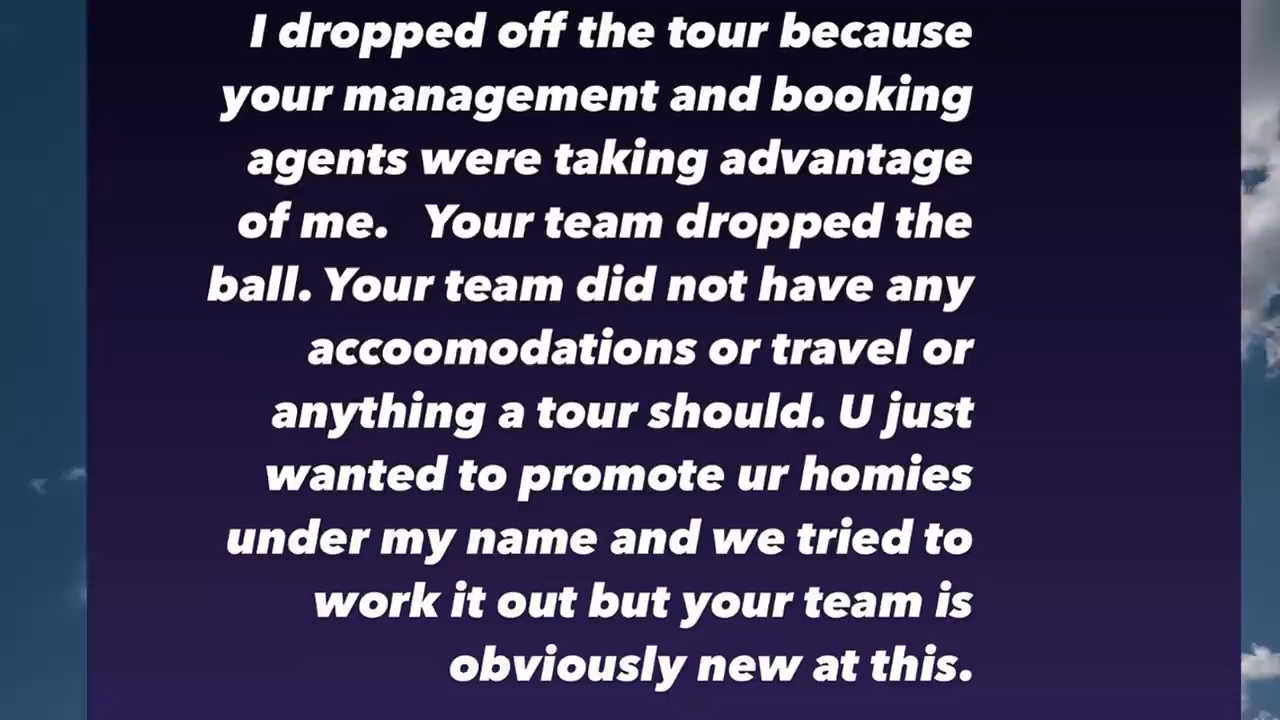 I dropped off the tour because
your management and booking
agents were taking advantage
of me.   Your team dropped the
ball. Your team did not have any
accoomodations or travel or
anything a tour should. U just
wanted to promote ur homies
under my name and we tried to
work it out but your team is
obviously new at this.